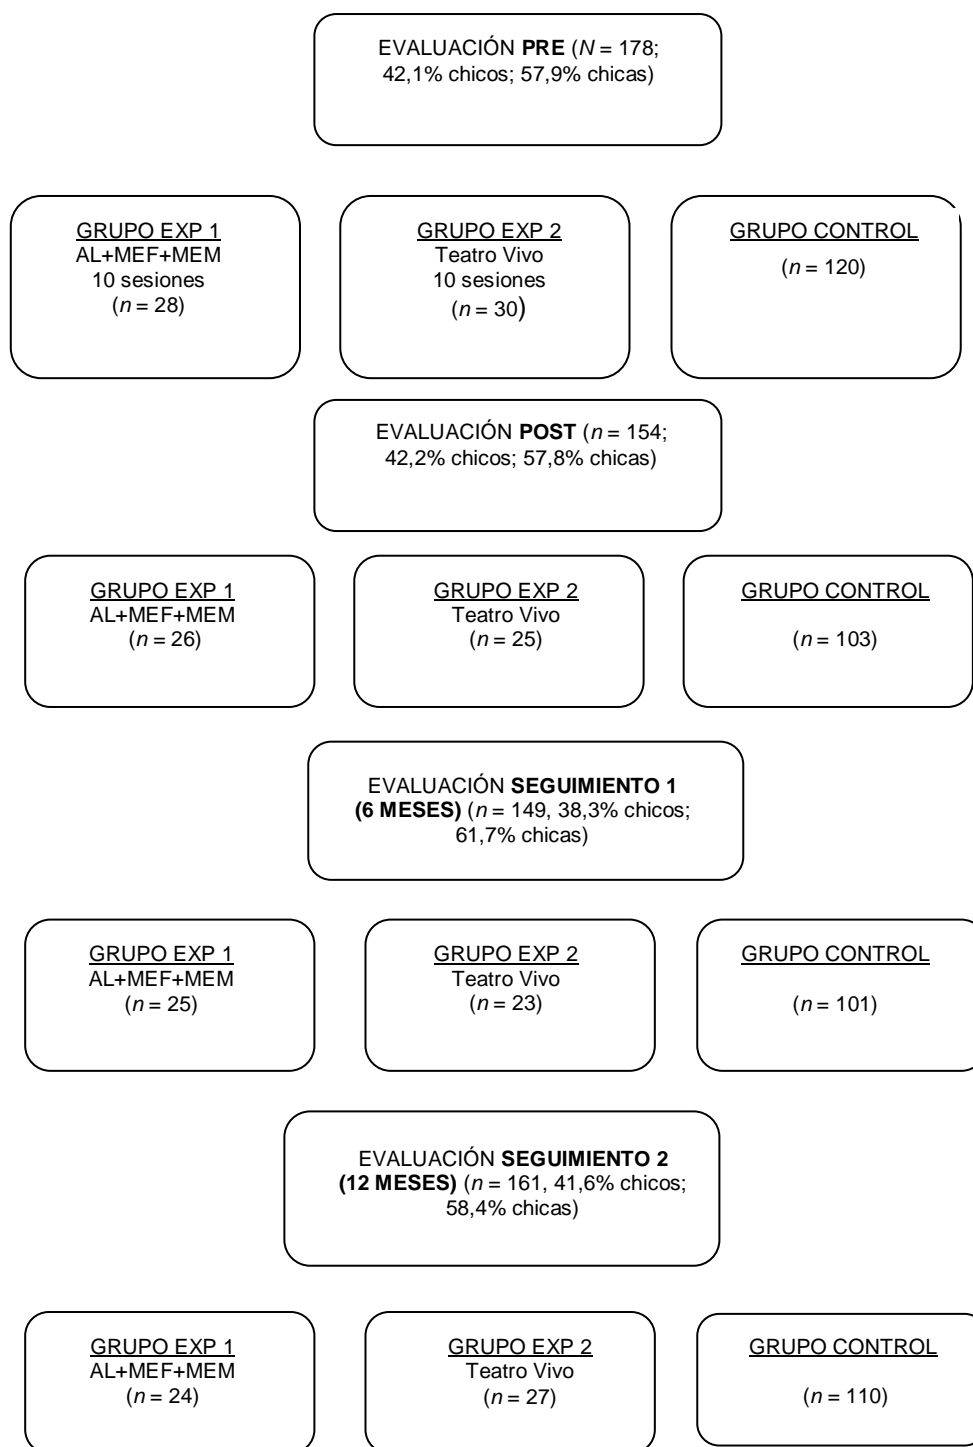 EVALUACIÓN PRE (N = 178;
42,1% chicos; 57,9% chicas)
GRUPO EXP 1
AL+MEF+MEM
10 sesiones
(n = 28)
GRUPO EXP 2
Teatro Vivo
10 sesiones
(n = 30)
GRUPO CONTROL
(n = 120)
EVALUACIÓN POST (n = 154;
42,2% chicos; 57,8% chicas)
GRUPO EXP 1
AL+MEF+MEM
(n = 26)
GRUPO EXP 2
Teatro Vivo
(n = 25)
GRUPO CONTROL
(n = 103)
EVALUACIÓN SEGUIMIENTO 1
(6 MESES) (n = 149, 38,3% chicos;
61,7% chicas)
GRUPO EXP 1
AL+MEF+MEM
(n = 25)
GRUPO EXP 2
Teatro Vivo
(n = 23)
GRUPO CONTROL
(n = 101)
EVALUACIÓN SEGUIMIENTO 2
(12 MESES) (n = 161, 41,6% chicos;
58,4% chicas)
GRUPO EXP 1
AL+MEF+MEM
(n = 24)
GRUPO EXP 2
Teatro Vivo
(n = 27)
GRUPO CONTROL
(n = 110)